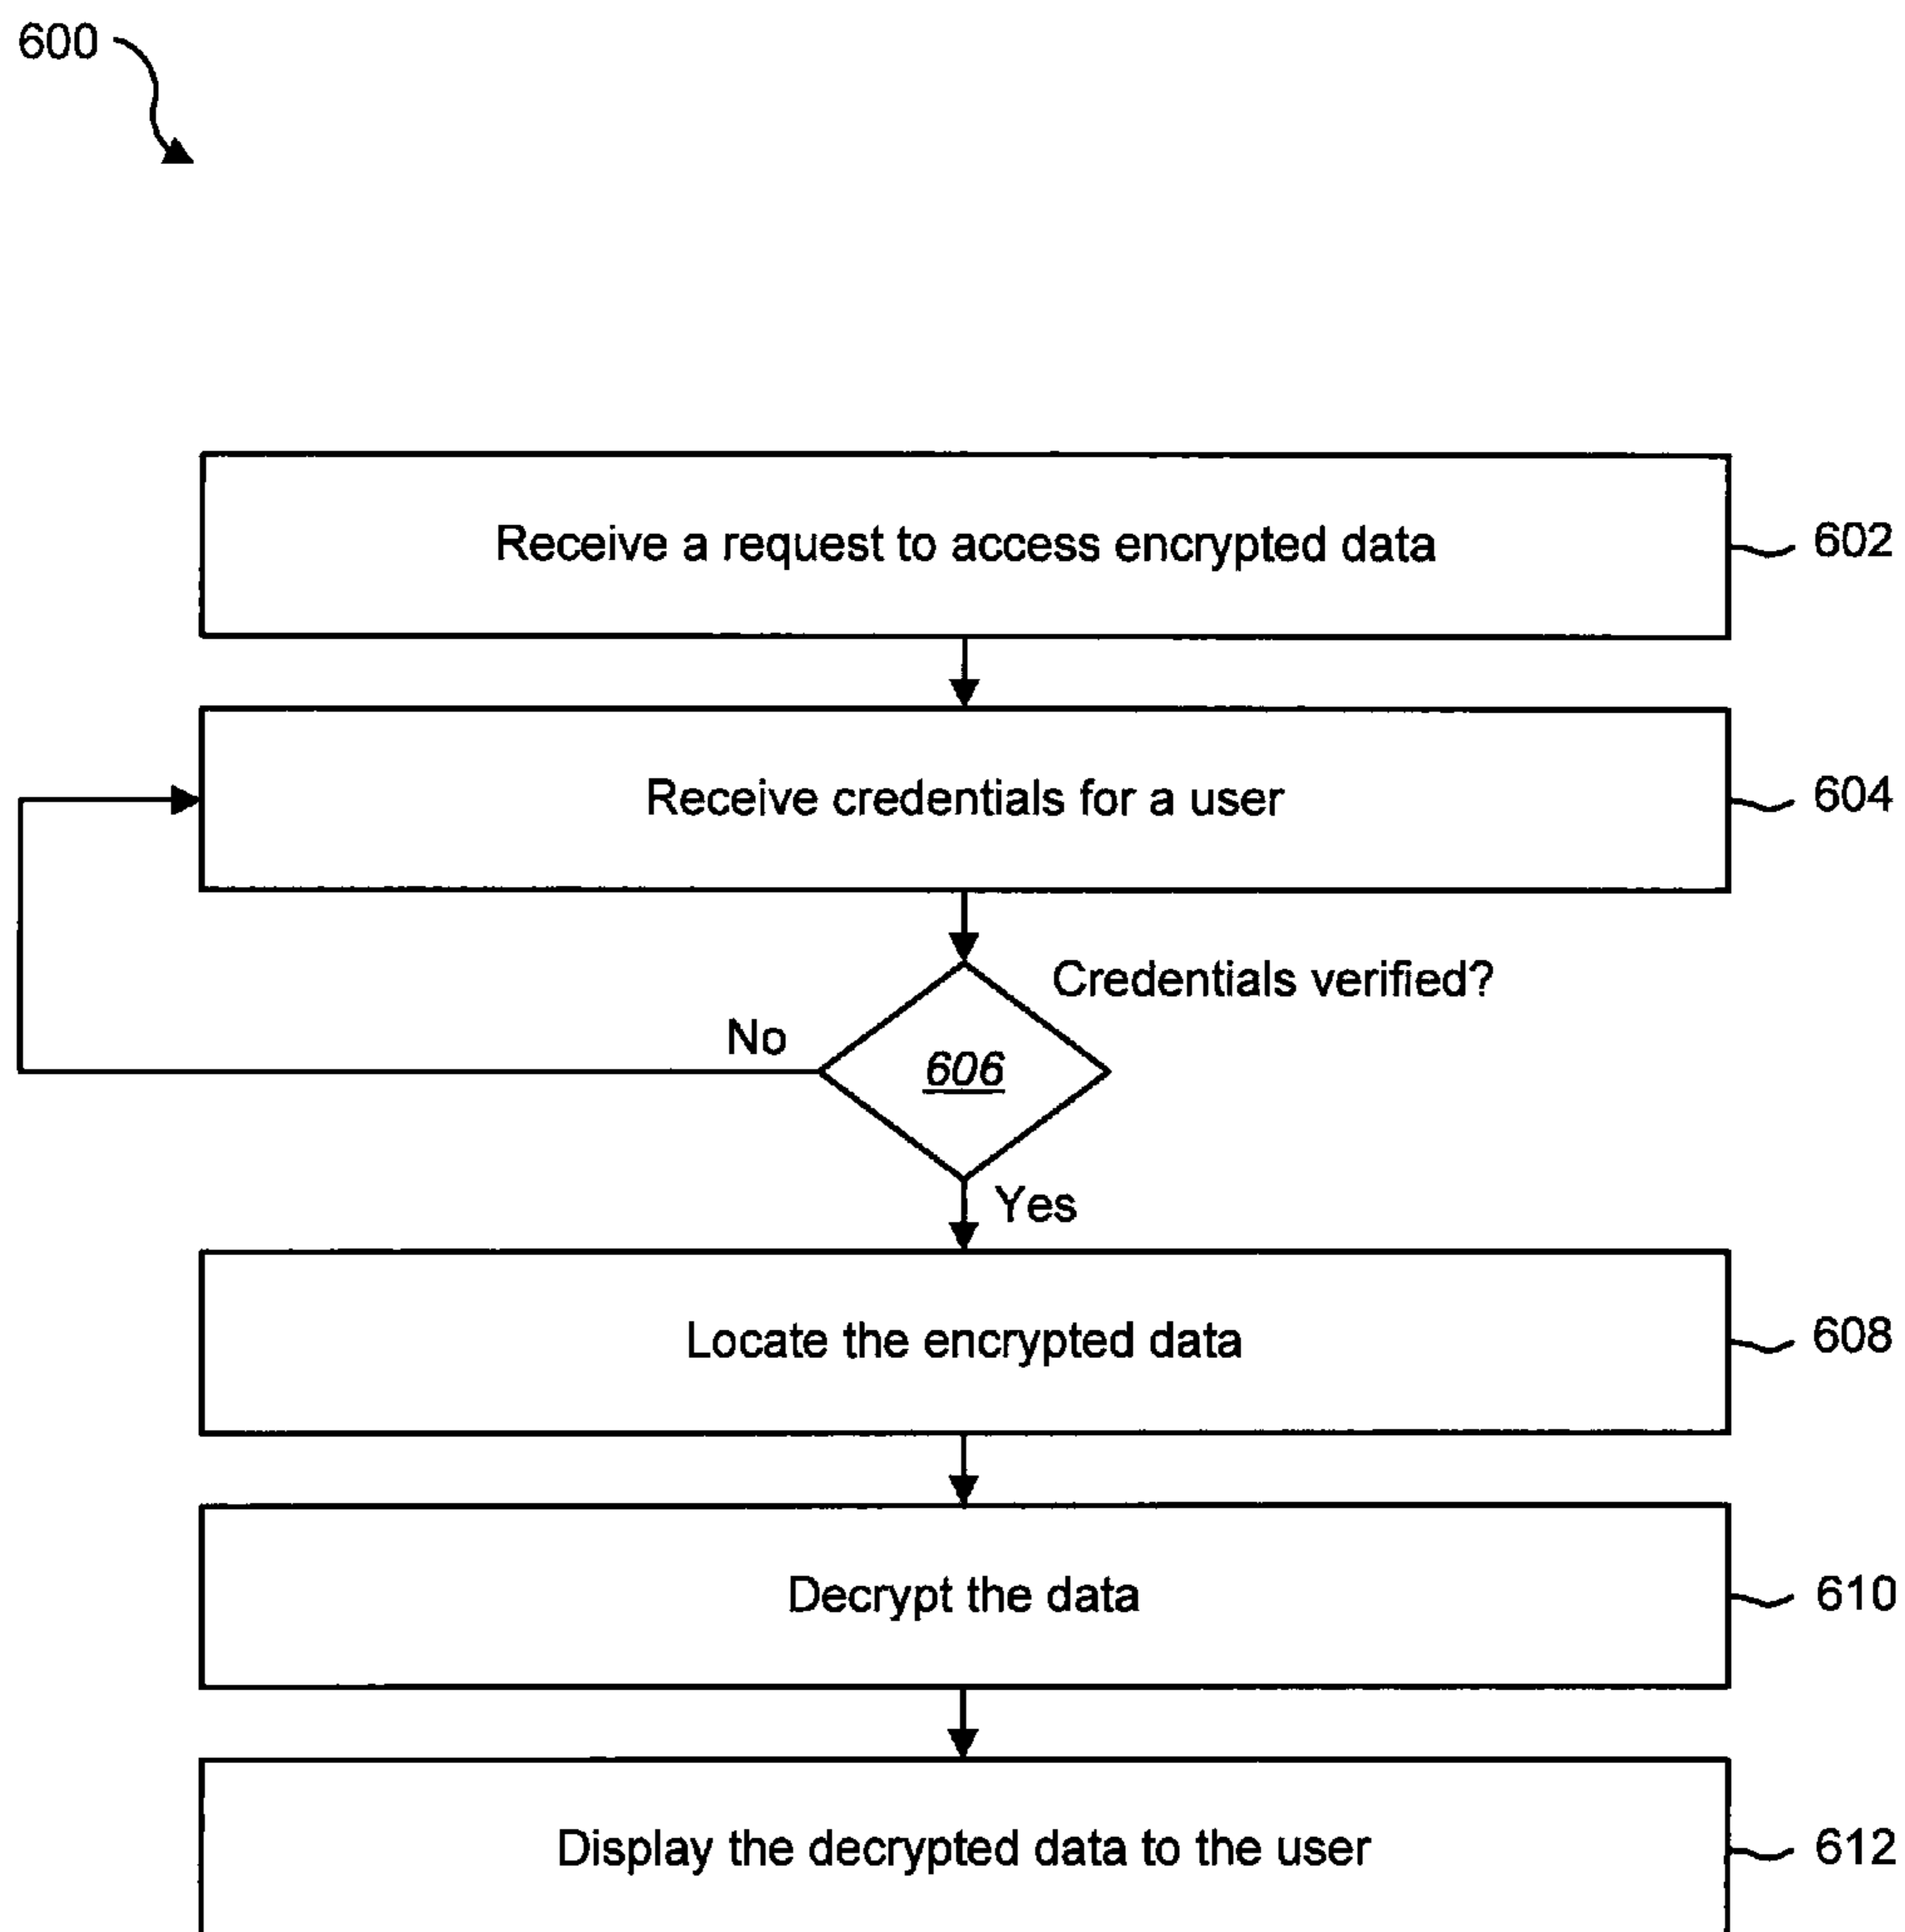 600
Receive a request to access encrypted data
602
Receive credentials for a user
604
Credentials verified?
No
606
Yes
Locate the encrypted data
608
Decrypt the data
610
Display the decrypted data to the user
612